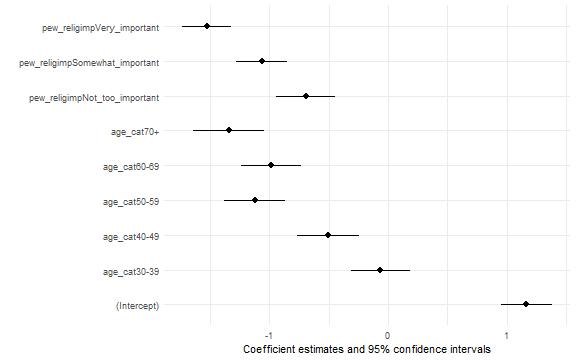 pew_religimpVery_important
pew_religimpSomewhat_important
pew_religimpNot_too_important
age_cat70+
age_cat60-69
age_cat50-59
age_cat40-49
age_cat30-39
(Intercept)
-1 0 1
Coefficient estimates and 95% confidence intervals